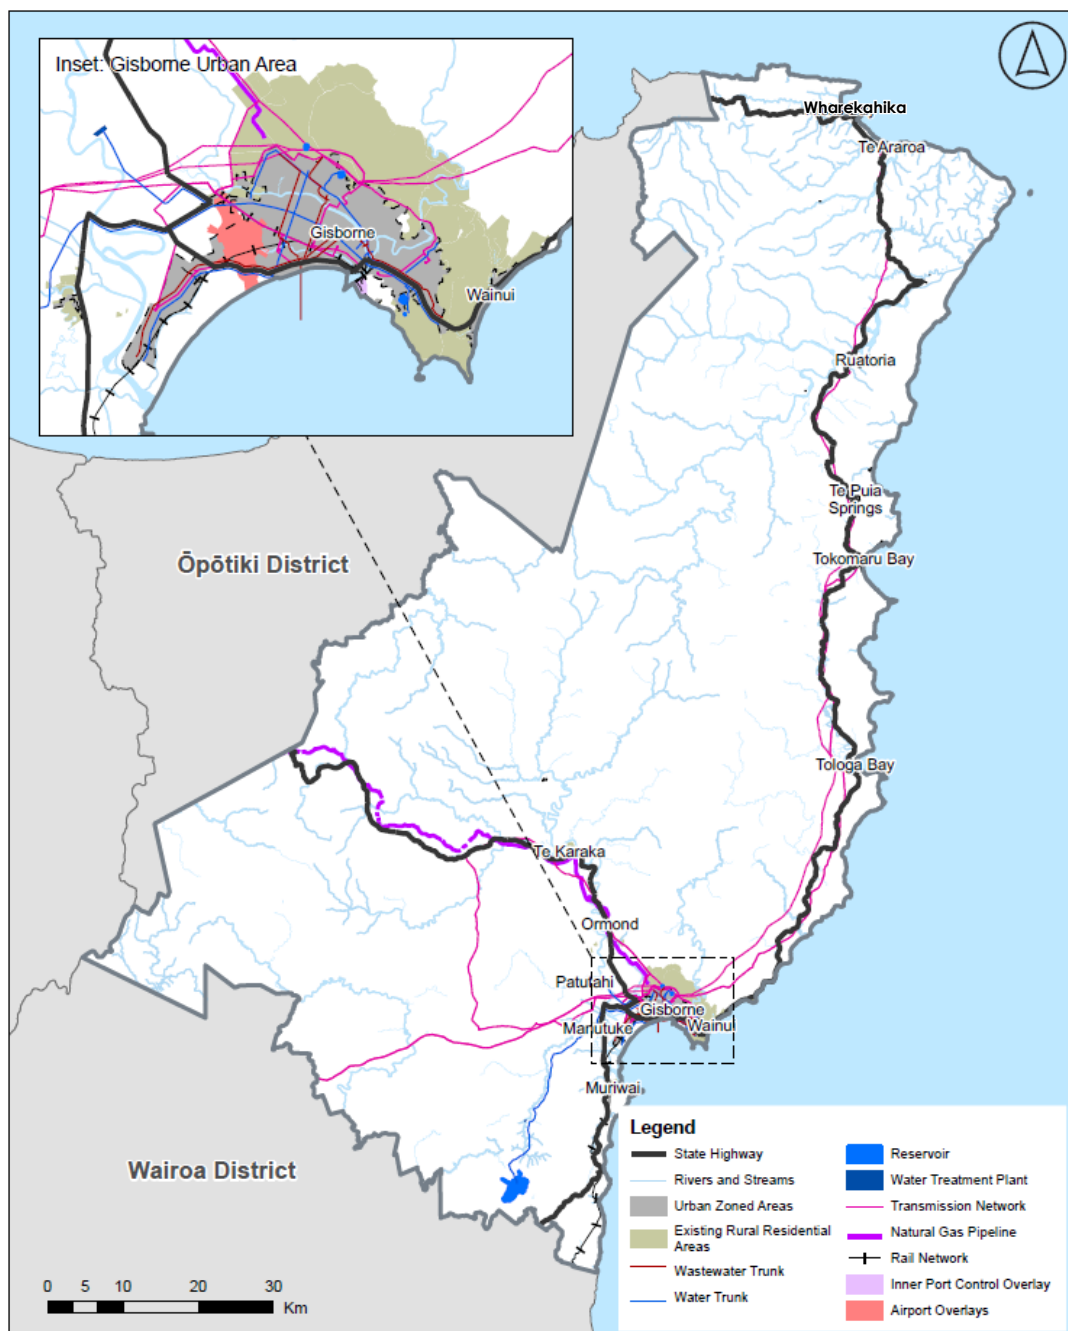 Inset: Gisborne Urban Area
Gisborne
Wainui
Wharekahika
Te Araroa
Ruatoria
Te Puia
Springs
Tokomaru Bay
Ōpōtiki District
Tologa Bay
Te Karaka
Ormond
Patutahi
Gisborne
Manutuke
Wainui
Muriwai
Wairoa District
Legend
State Highway
Rivers and Streams
Urban Zoned Areas
Existing Rural Residential
Areas
Wastewater Trunk
Water Trunk
Reservoir
Water Treatment Plant
Transmission Network
Natural Gas Pipeline
Rail Network
Inner Port Control Overlay
Airport Overlays
0 5 10 20 30
Km